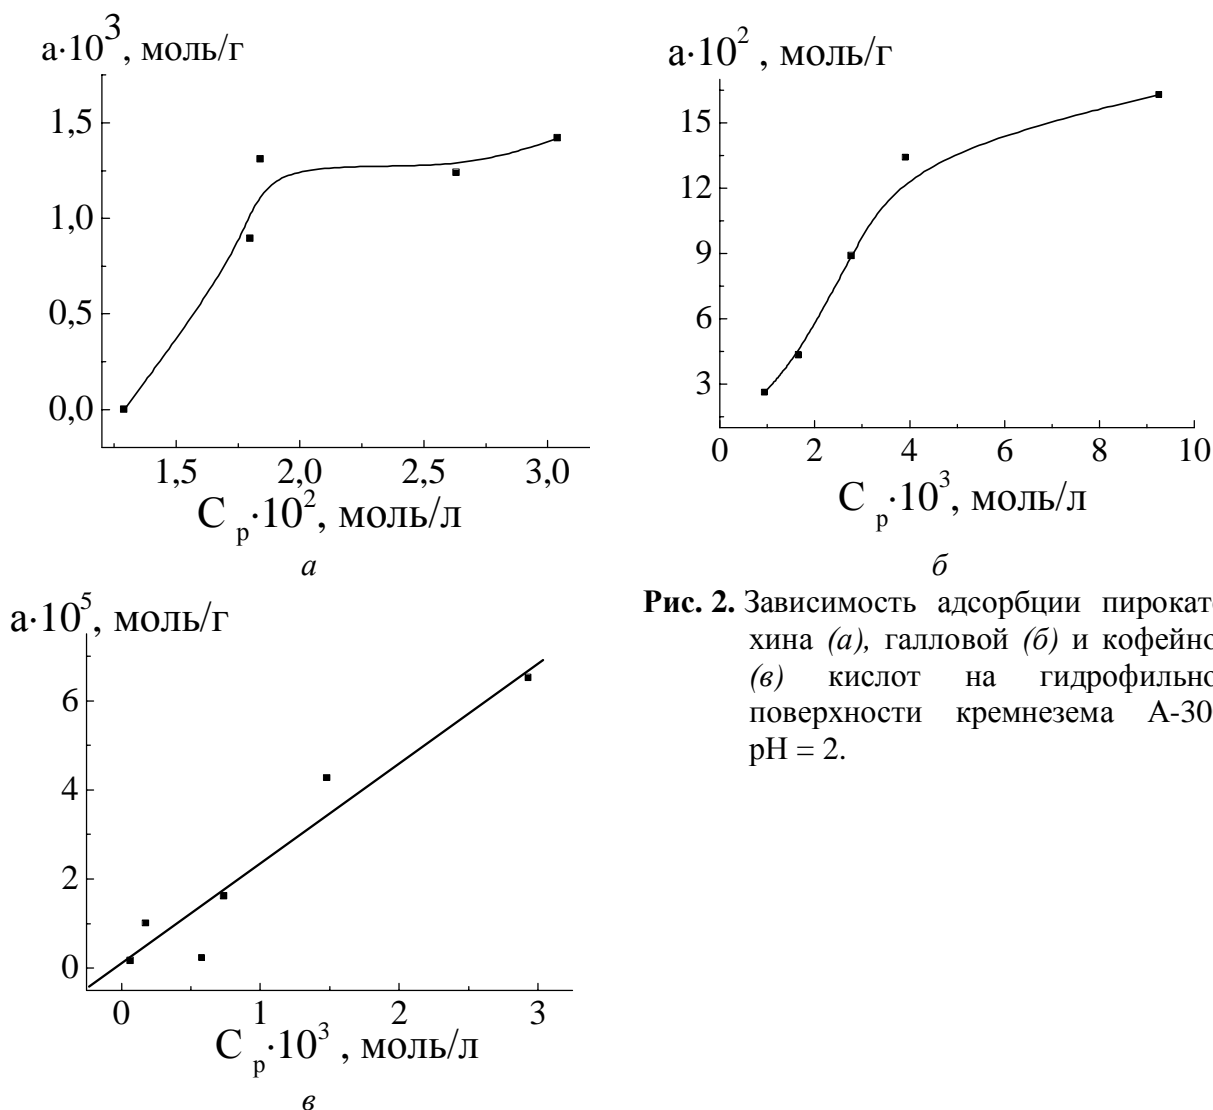 a·10³, моль/г
1,5
1,0
0,5
0,0
1,5 2,0 2,5 3,0
C р·10², моль/л
а
a·10², моль/г
15
12
9
6
3
0 2 4 6 8 10
C р·10³, моль/л
б
a·10⁵, моль/г
6
4
2
0
0 1 2 3
C р·10³, моль/л
в
Рис. 2. Зависимость адсорбции пирокат
хина (а), галловой (б) и кофейно
(в) кислот на гидрофильно
поверхности кремнезема А-30
рН = 2.